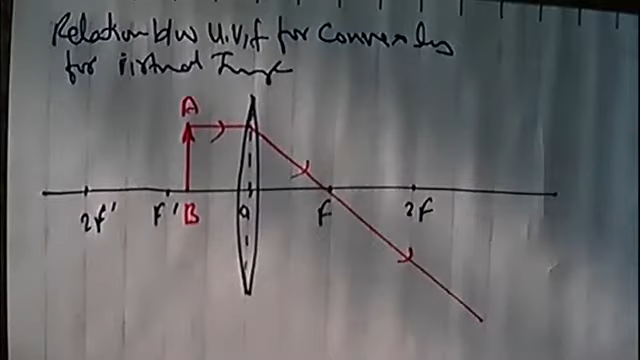 Relation b/w U,V,f for Convex lens
for virtual Image
A
2F' F' B O F 2F